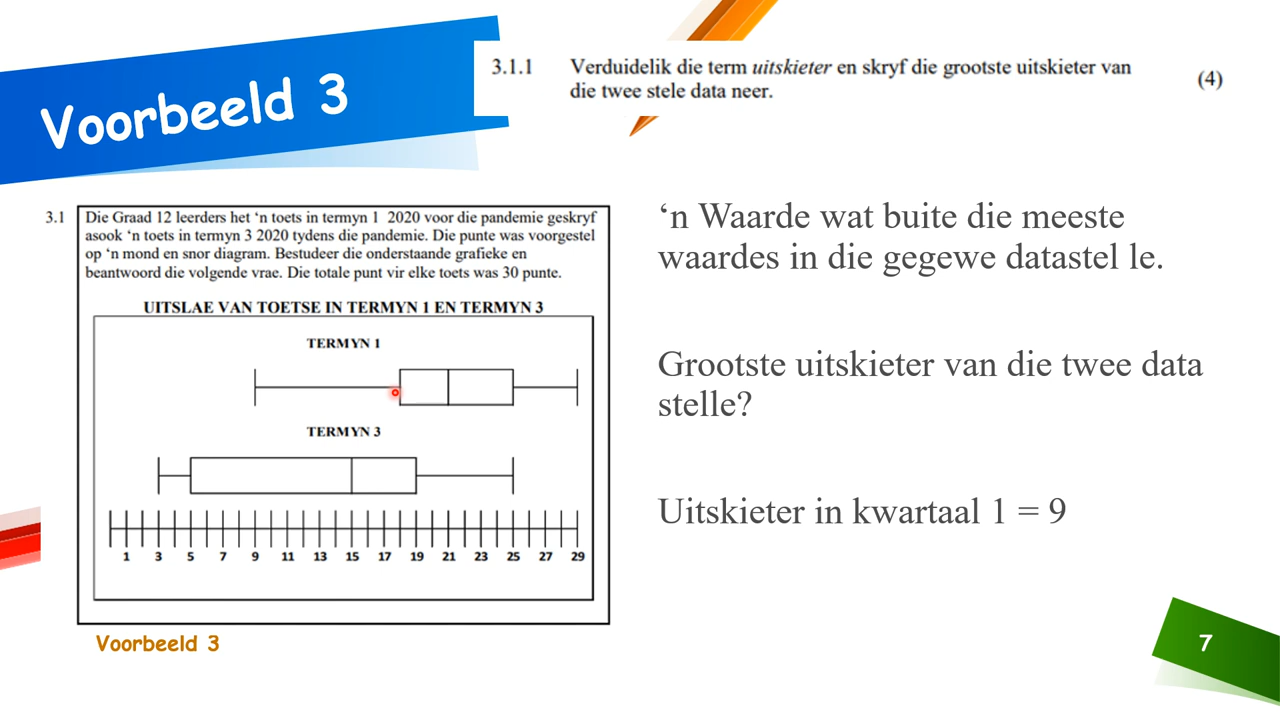 Voorbeeld 3
3.1.1 Verduidelik die term uitskieter en skryf die grootste uitskieter van (4)
die twee stele data neer.
3.1 Die Graad 12 leerders het ‘n toets in termyn 1 2020 voor die pandemie geskryf
asook ‘n toets in termyn 3 2020 tydens die pandemie. Die punte was voorgestel
op ‘n mond en snor diagram. Bestudeer die onderstaande grafieke en
beantwoord die volgende vrae. Die totale punt vir elke toets was 30 punte.
UITSLAE VAN TOETSE IN TERMYN 1 EN TERMYN 3
TERMYN 1
TERMYN 3
1 3 5 7 9 11 13 15 17 19 21 23 25 27 29
Voorbeeld 3
‘n Waarde wat buite die meeste
waardes in die gegewe datastel le.
Grootste uitskieter van die twee data
stelle?
Uitskieter in kwartaal 1 = 9
7